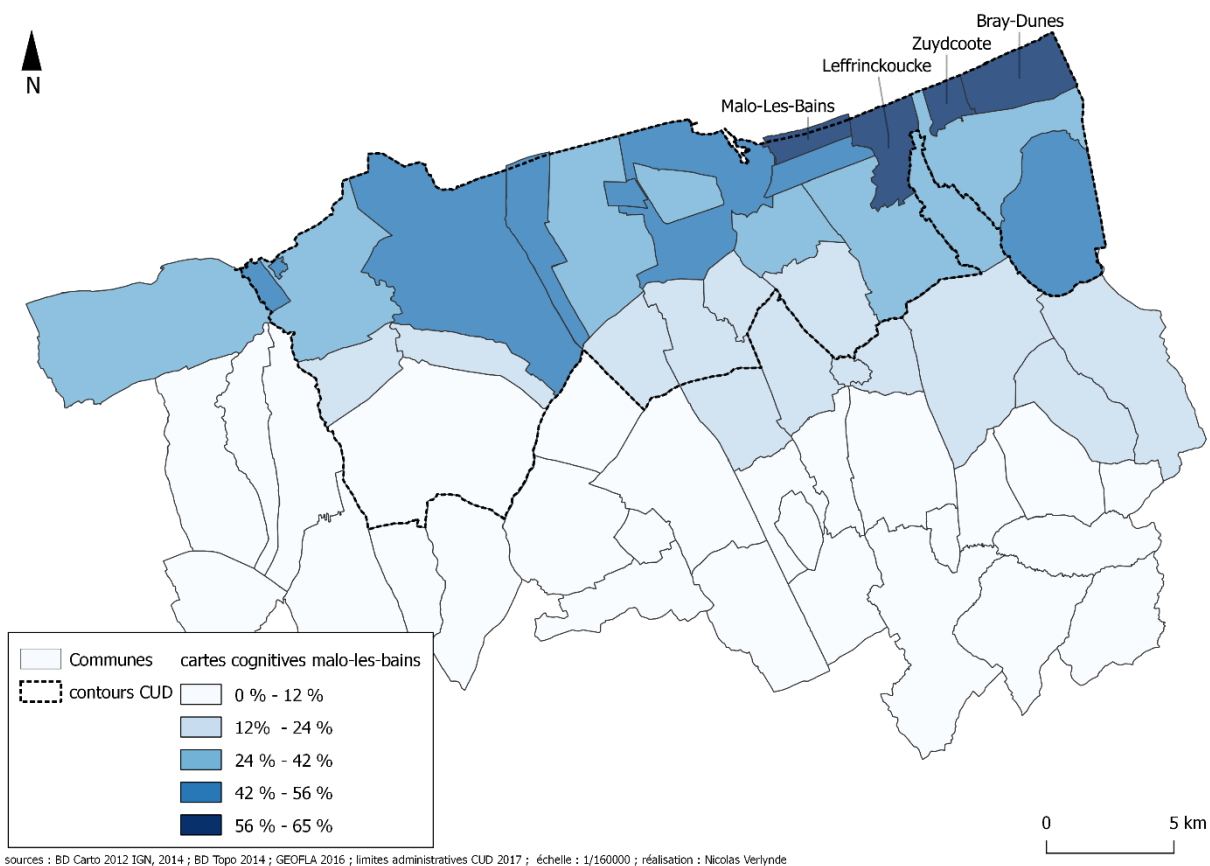 Bray-Dunes
Zuydcoote
Leffrinckoucke
Malo-Les-Bains
N
Communes
contours CUD
cartes cognitives malo-les-bains
0 % - 12 %
12% - 24 %
24 % - 42 %
42 % - 56 %
56 % - 65 %
0 5 km
sources : BD Carto 2012 IGN, 2014 ; BD Topo 2014 ; GEOFLA 2016 ; limites administratives CUD 2017 ; échelle : 1/160000 ; réalisation : Nicolas Verlynde